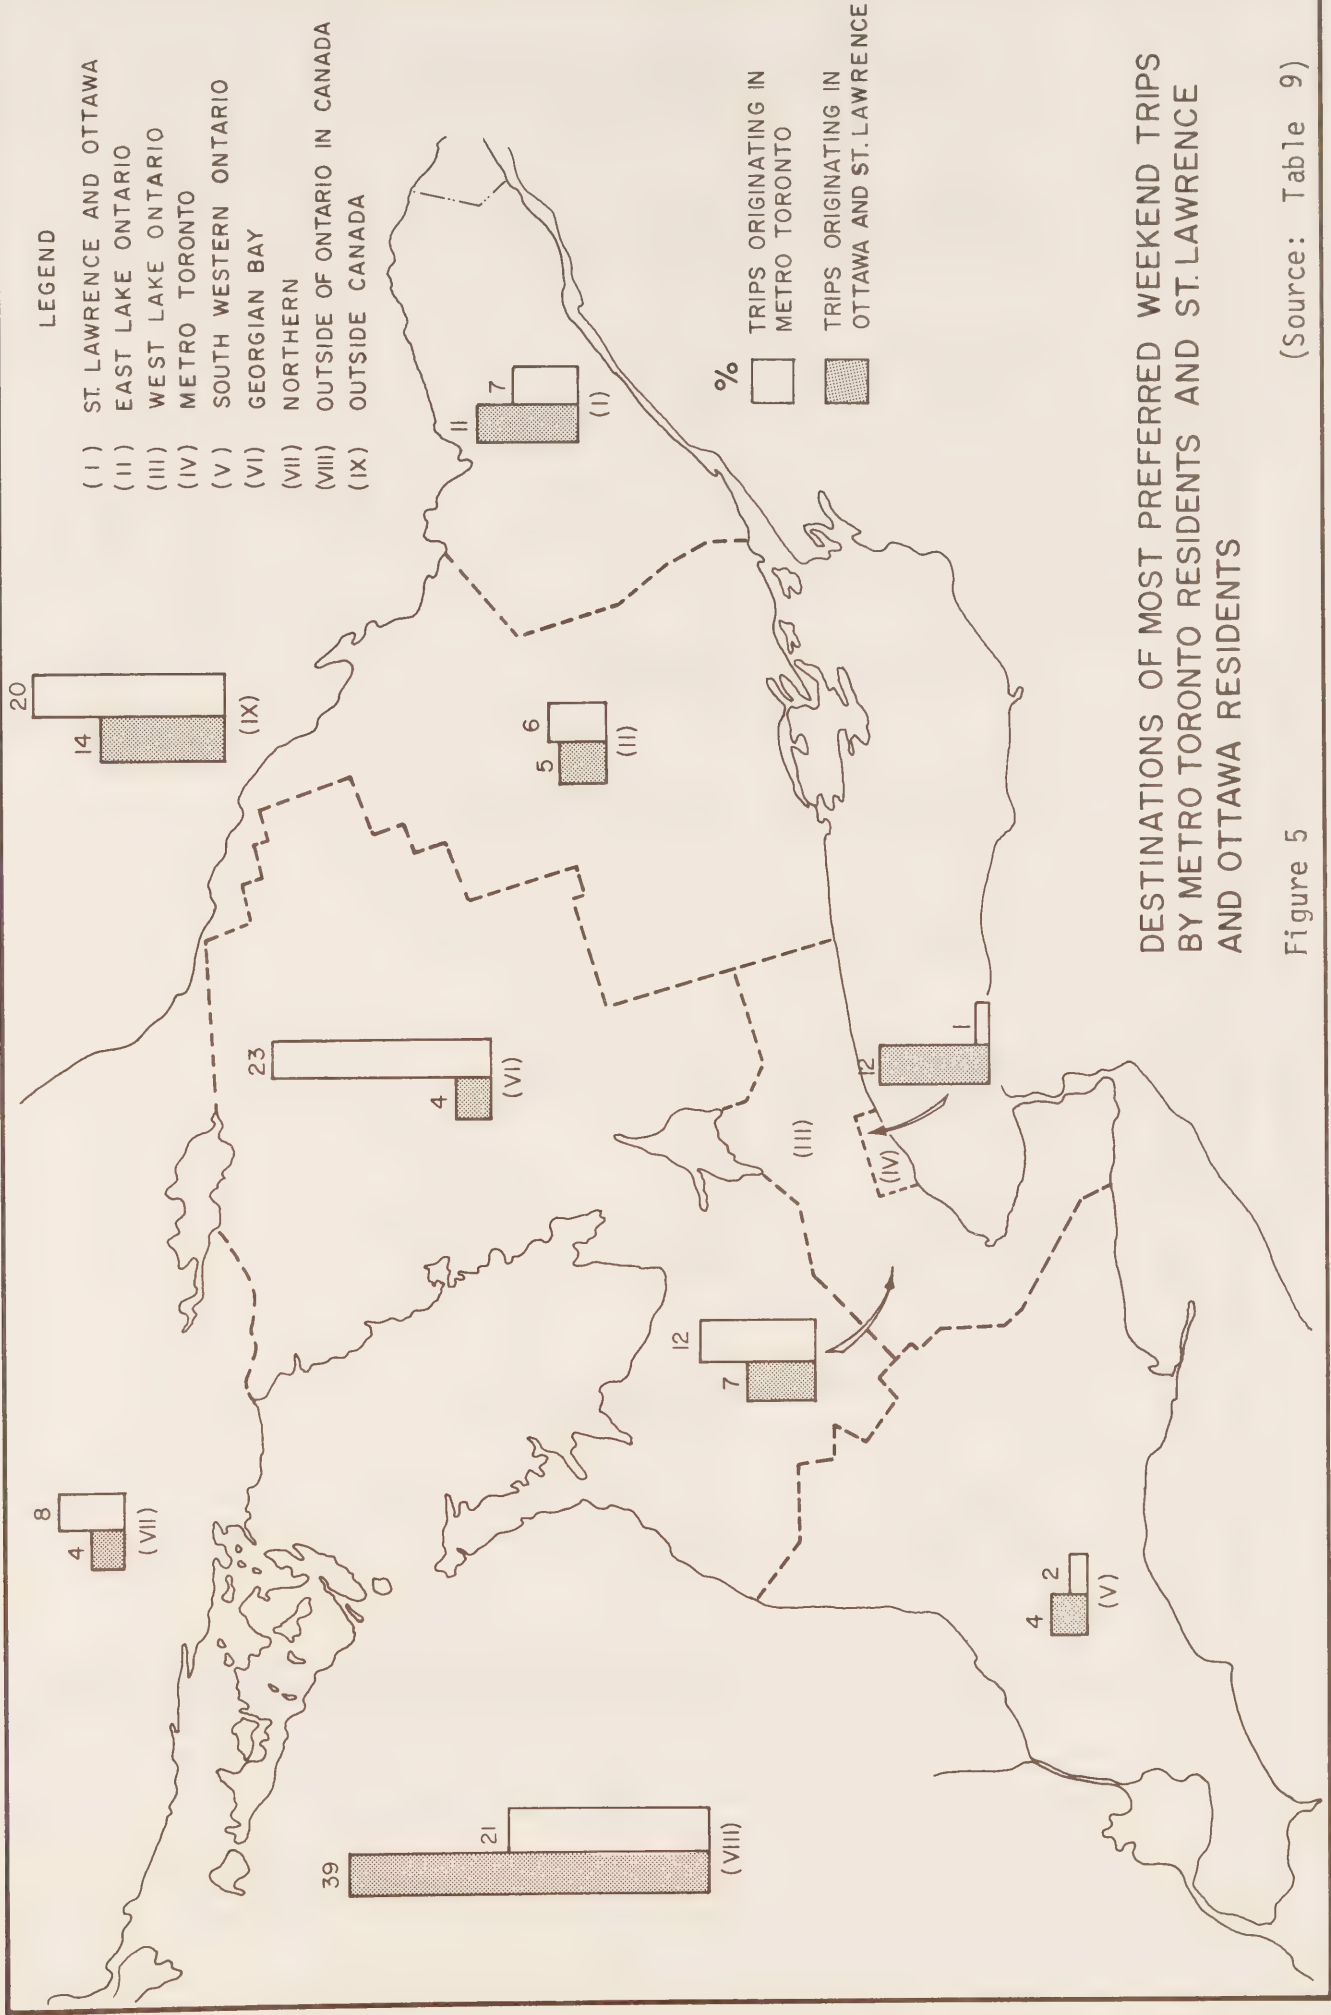 LEGEND
(I) ST. LAWRENCE AND OTTAWA
(II) EAST LAKE ONTARIO
(III) WEST LAKE ONTARIO
(IV) METRO TORONTO
(V) SOUTH WESTERN ONTARIO
(VI) GEORGIAN BAY
(VII) NORTHERN
(VIII) OUTSIDE OF ONTARIO IN CANADA
(IX) OUTSIDE CANADA
39
21
(VIII)
4
8
(VII)
4
23
(VI)
14
20
(IX)
11
7
(I)
5
6
(II)
7
12
(III)
(IV)
12
1
4
2
(V)
%
TRIPS ORIGINATING IN
METRO TORONTO
TRIPS ORIGINATING IN
OTTAWA AND ST. LAWRENCE
DESTINATIONS OF MOST PREFERRED WEEKEND TRIPS
BY METRO TORONTO RESIDENTS AND ST. LAWRENCE
AND OTTAWA RESIDENTS
Figure 5
(Source: Table 9)